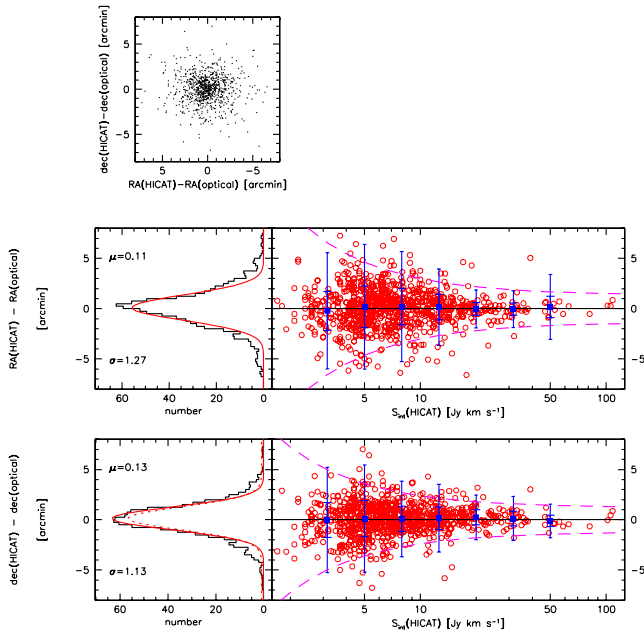 dec(HICAT)−dec(optical) [arcmin]
5
0
−5
5 0 −5
RA(HICAT)−RA(optical) [arcmin]
RA(HICAT) − RA(optical)
[arcmin]
5
0
−5
μ=0.11
σ=1.27
60 40 20 0
number
5 10 50 100
S_int(HICAT) [Jy km s⁻¹]
5
0
−5
dec(HICAT) − dec(optical)
[arcmin]
5
0
−5
μ=0.13
σ=1.13
60 40 20 0
number
5 10 50 100
S_int(HICAT) [Jy km s⁻¹]
5
0
−5